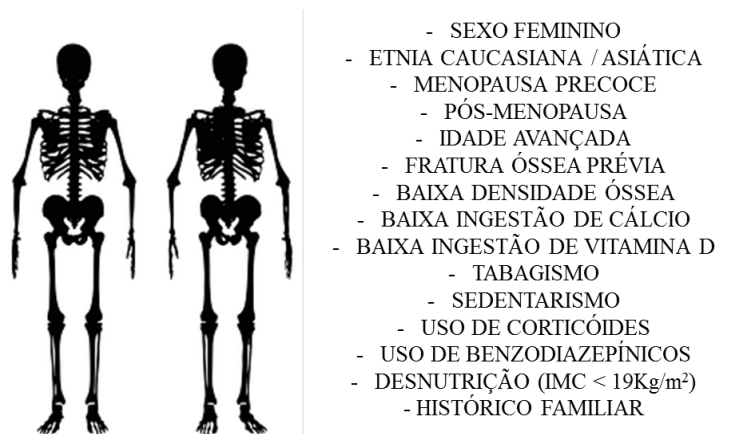 - SEXO FEMININO
- ETNIA CAUCASIANA / ASIÁTICA
- MENOPAUSA PRECOCE
- PÓS-MENOPAUSA
- IDADE AVANÇADA
- FRATURA ÓSSEA PRÉVIA
- BAIXA DENSIDADE ÓSSEA
- BAIXA INGESTÃO DE CÁLCIO
- BAIXA INGESTÃO DE VITAMINA D
- TABAGISMO
- SEDENTARISMO
- USO DE CORTICÓIDES
- USO DE BENZODIAZEPÍNICOS
- DESNUTRIÇÃO (IMC < 19Kg/m²)
- HISTÓRICO FAMILIAR